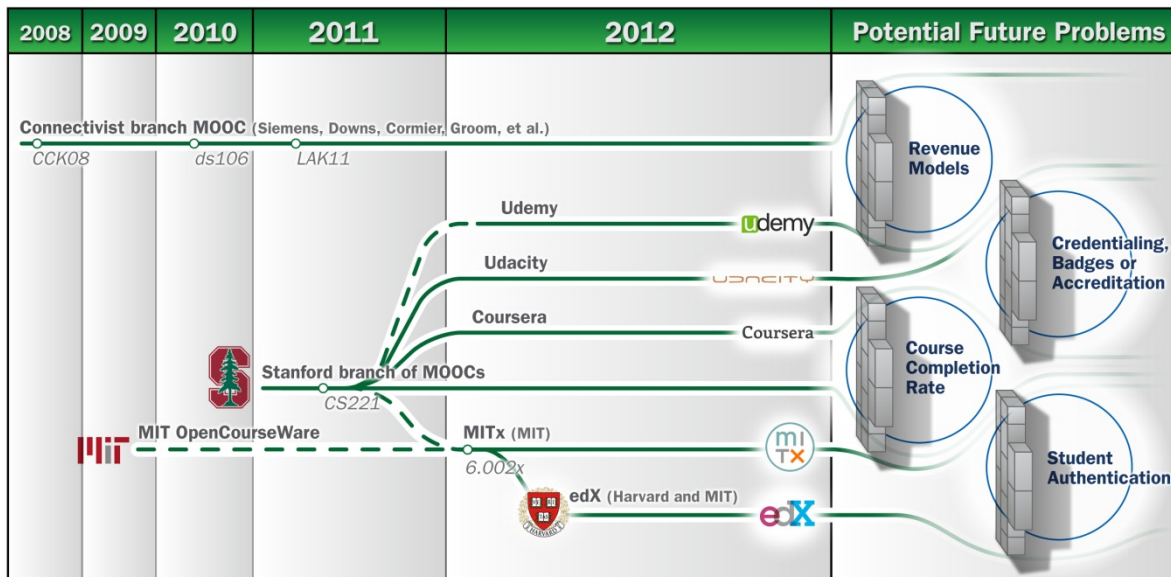 2008 2009 2010 2011 2012 Potential Future Problems
Connectivist branch MOOC (Siemens, Downs, Cormier, Groom, et al.)
CCK08 ds106 LAK11
Revenue
Models
Udemy
udemy
Credentialing,
Badges or
Accreditation
Udacity
UDACITY
Coursera
Coursera
Course
Completion
Rate
S
Stanford branch of MOOCs
CS221
MIT
MIT OpenCourseWare
MITx (MIT)
6.002x
MITx
Student
Authentication
edX (Harvard and MIT)
HARVARD
edX